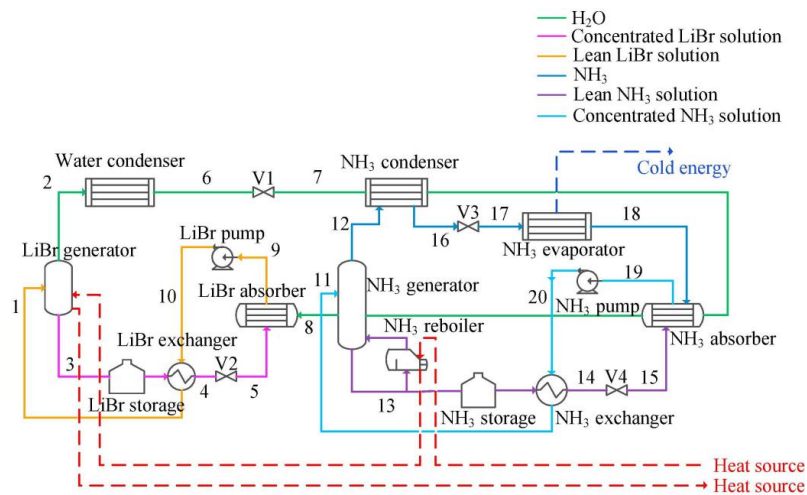 H₂O
Concentrated LiBr solution
Lean LiBr solution
NH₃
Lean NH₃ solution
Concentrated NH₃ solution
Water condenser
NH₃ condenser
Cold energy
2
6
V1
7
12
16
V3
17
18
NH₃ evaporator
LiBr generator
LiBr pump
9
10
LiBr absorber
11
NH₃ generator
20
19
NH₃ pump
1
8
NH₃ reboiler
NH₃ absorber
3
LiBr exchanger
4
V2
5
LiBr storage
13
NH₃ storage
14
V4
15
NH₃ exchanger
Heat source
Heat source